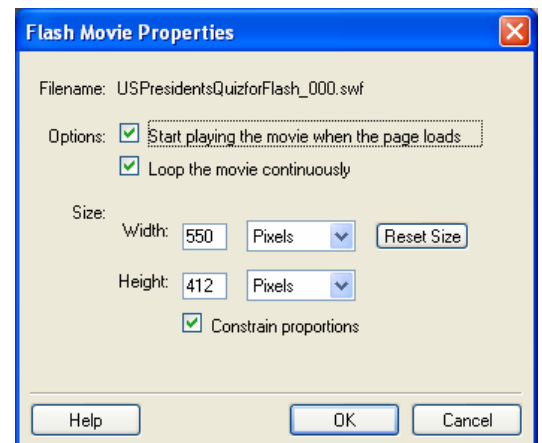 Flash Movie Properties
Filename: USPresidentsQuizforFlash_000.swf
Options: Start playing the movie when the page loads
Loop the movie continuously
Size:
Width: 550 Pixels Reset Size
Height: 412 Pixels
Constrain proportions
Help OK Cancel